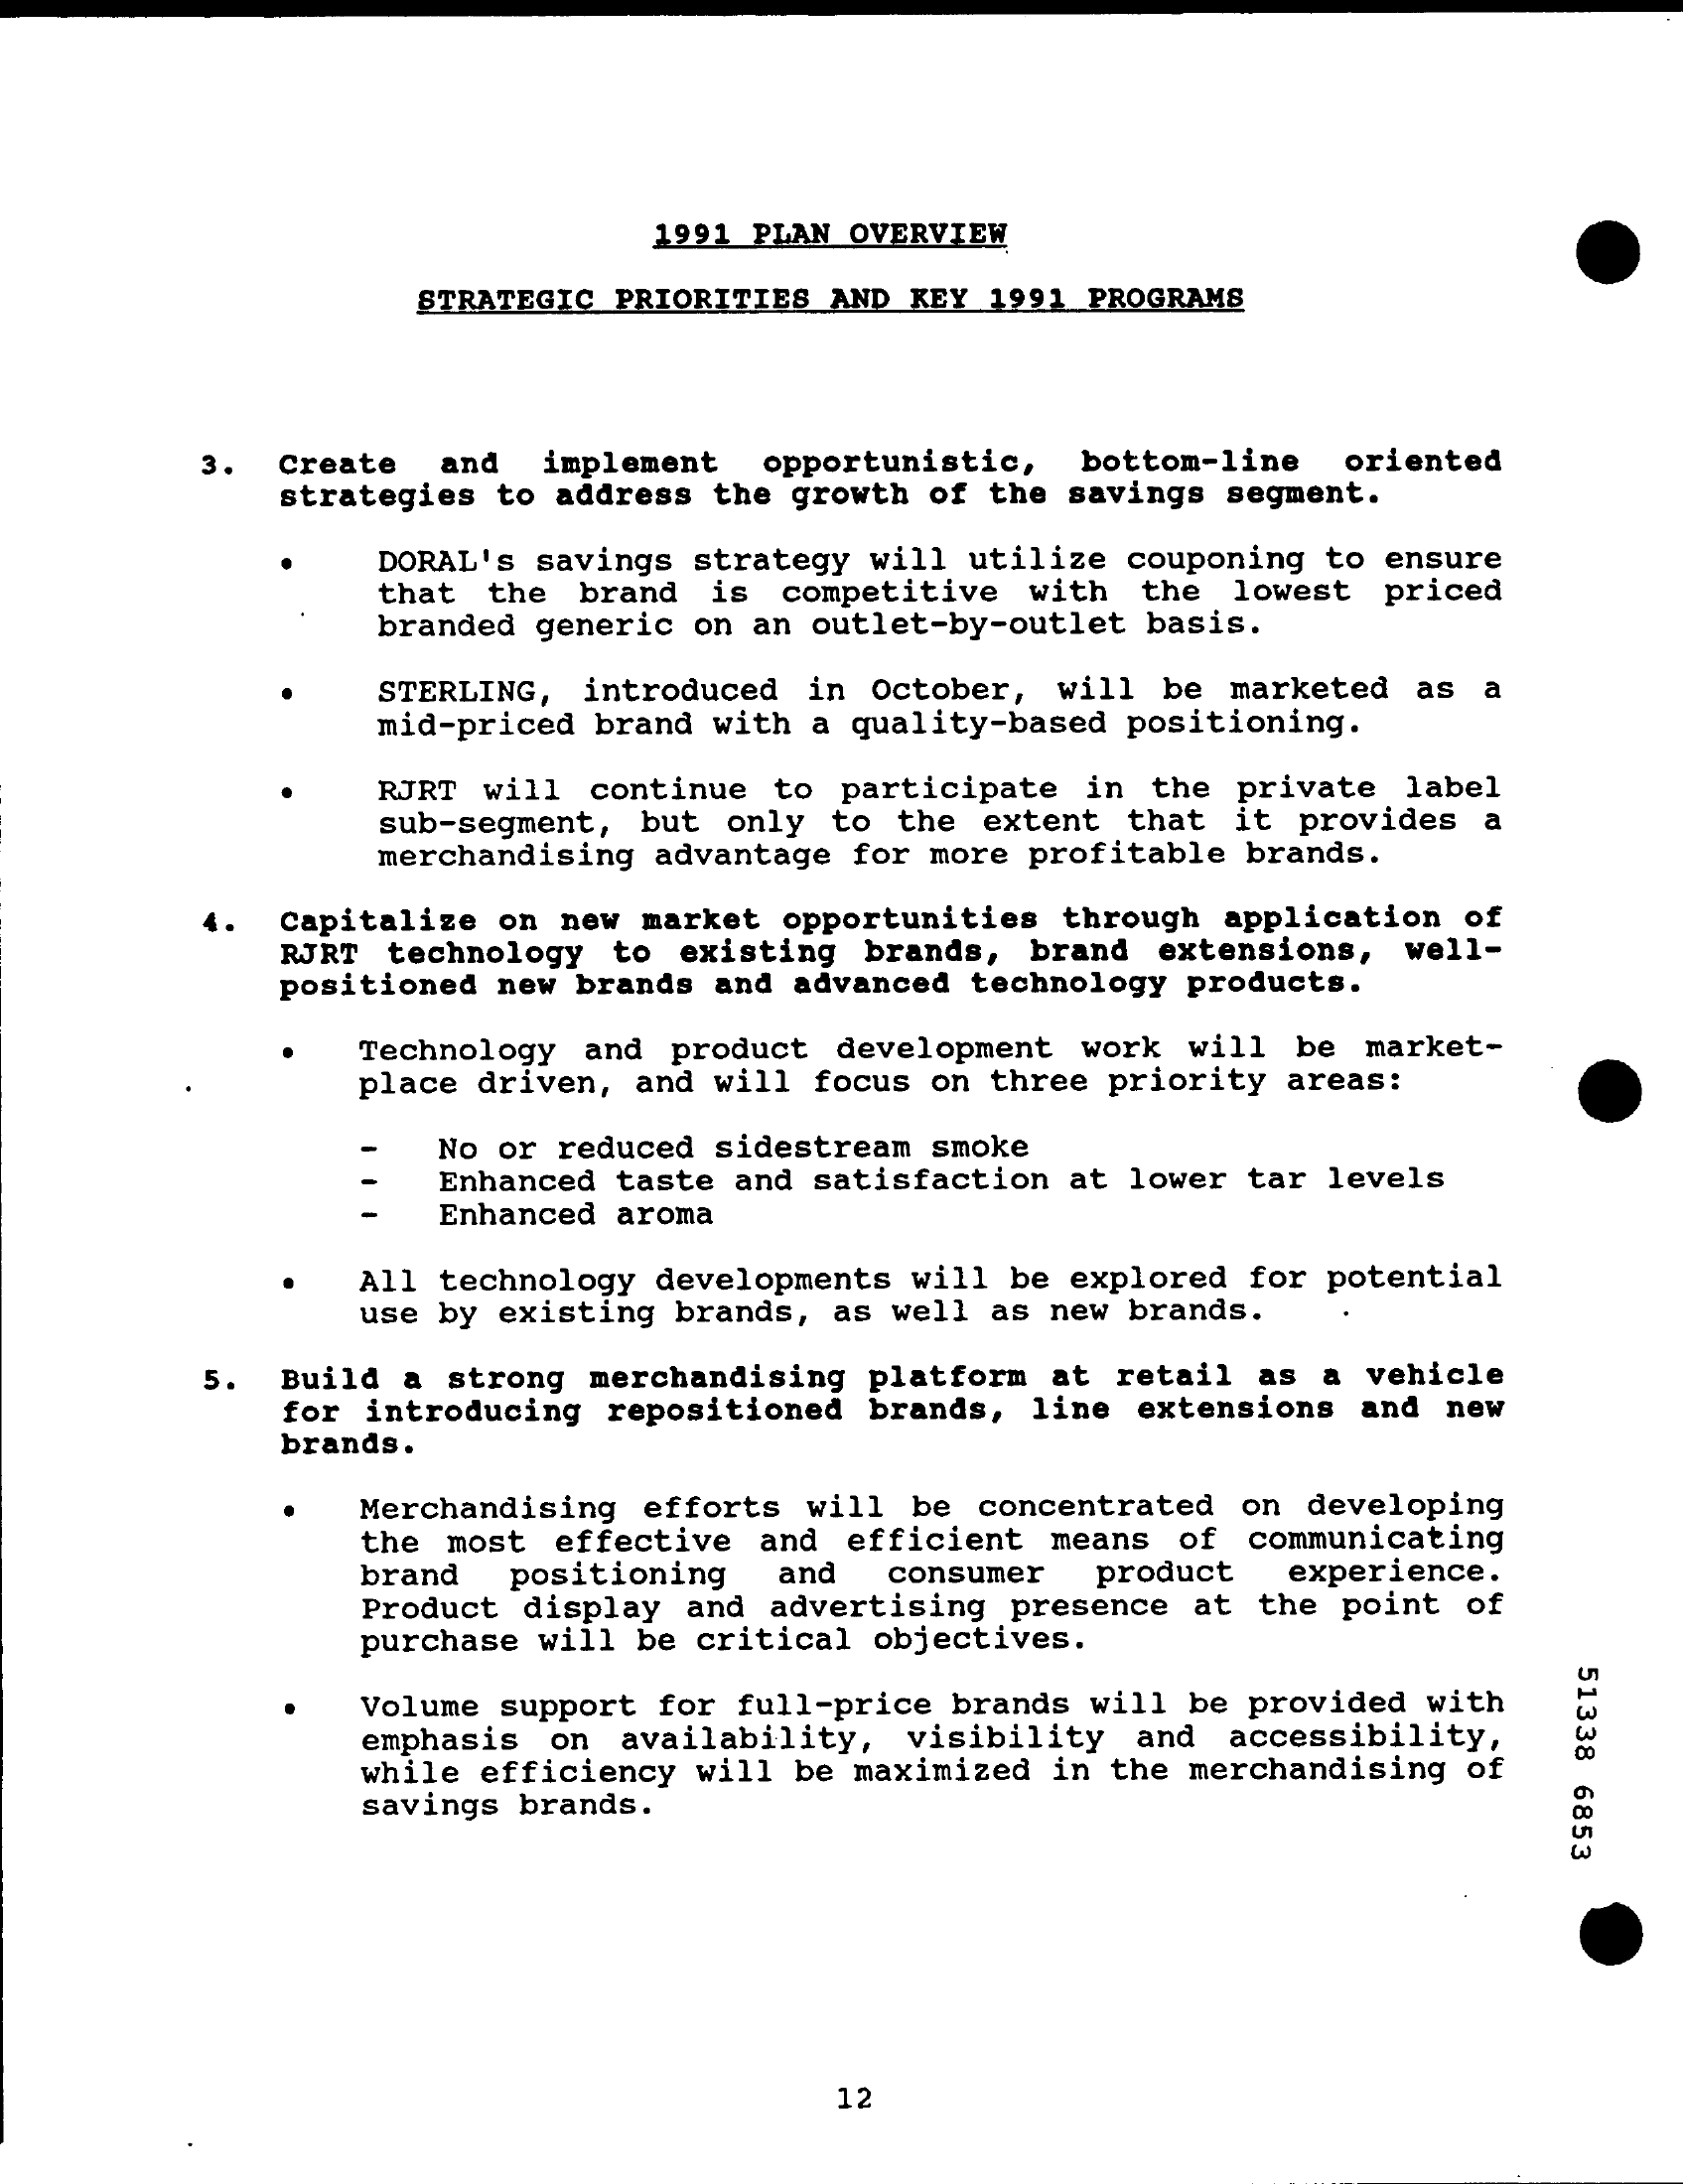 1991 PLAN OVERVIEW
STRATEGIC PRIORITIES AND KEY 1991 PROGRAMS
3. Create and implement opportunistic, bottom-line oriented
strategies to address the growth of the savings segment.
• DORAL's savings strategy will utilize couponing to ensure
that the brand is competitive with the lowest priced
branded generic on an outlet-by-outlet basis.
• STERLING, introduced in October, will be marketed as a
mid-priced brand with a quality-based positioning.
• RJRT will continue to participate in the private label
sub-segment, but only to the extent that it provides a
merchandising advantage for more profitable brands.
4. Capitalize on new market opportunities through application of
RJRT technology to existing brands, brand extensions, well-
positioned new brands and advanced technology products.
• Technology and product development work will be market-
place driven, and will focus on three priority areas:
- No or reduced sidestream smoke
- Enhanced taste and satisfaction at lower tar levels
- Enhanced aroma
• All technology developments will be explored for potential
use by existing brands, as well as new brands.
5. Build a strong merchandising platform at retail as a vehicle
for introducing repositioned brands, line extensions and new
brands.
• Merchandising efforts will be concentrated on developing
the most effective and efficient means of communicating
brand positioning and consumer product experience.
Product display and advertising presence at the point of
purchase will be critical objectives.
• Volume support for full-price brands will be provided with
emphasis on availability, visibility and accessibility,
while efficiency will be maximized in the merchandising of
savings brands.
51338 6853
12